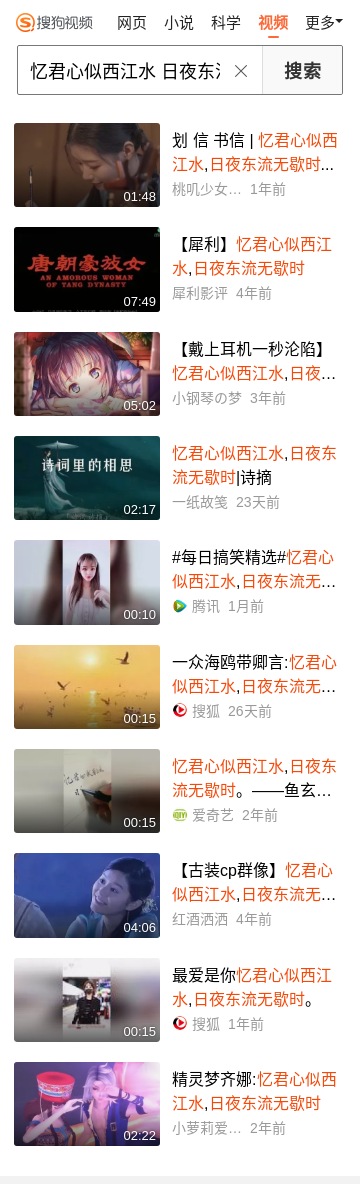 搜狗视频 网页 小说 科学 视频 更多
忆君心似西江水 日夜东 搜索
划 信 书信 | 忆君心似西
江水,日夜东流无歇时...
01:48
桃叽少女... 1年前
唐朝豪放女
AN AMOROUS WOMAN
OF TANG DYNASTY
07:49
【犀利】忆君心似西江
水,日夜东流无歇时
犀利影评 4年前
05:02
【戴上耳机一秒沦陷】
忆君心似西江水,日夜...
小钢琴の梦 3年前
诗词里的相思
02:17
忆君心似西江水,日夜东
流无歇时|诗摘
一纸故笺 23天前
00:10
#每日搞笑精选#忆君心
似西江水,日夜东流无...
腾讯 1月前
00:15
一众海鸥带卿言:忆君心
似西江水,日夜东流无...
搜狐 26天前
00:15
忆君心似西江水,日夜东
流无歇时。——鱼玄...
爱奇艺 2年前
04:06
【古装cp群像】忆君心
似西江水,日夜东流无...
红酒洒洒 4年前
00:15
最爱是你忆君心似西江
水,日夜东流无歇时。
搜狐 1年前
02:22
精灵梦齐娜:忆君心似西
江水,日夜东流无歇时
小萝莉爱... 2年前